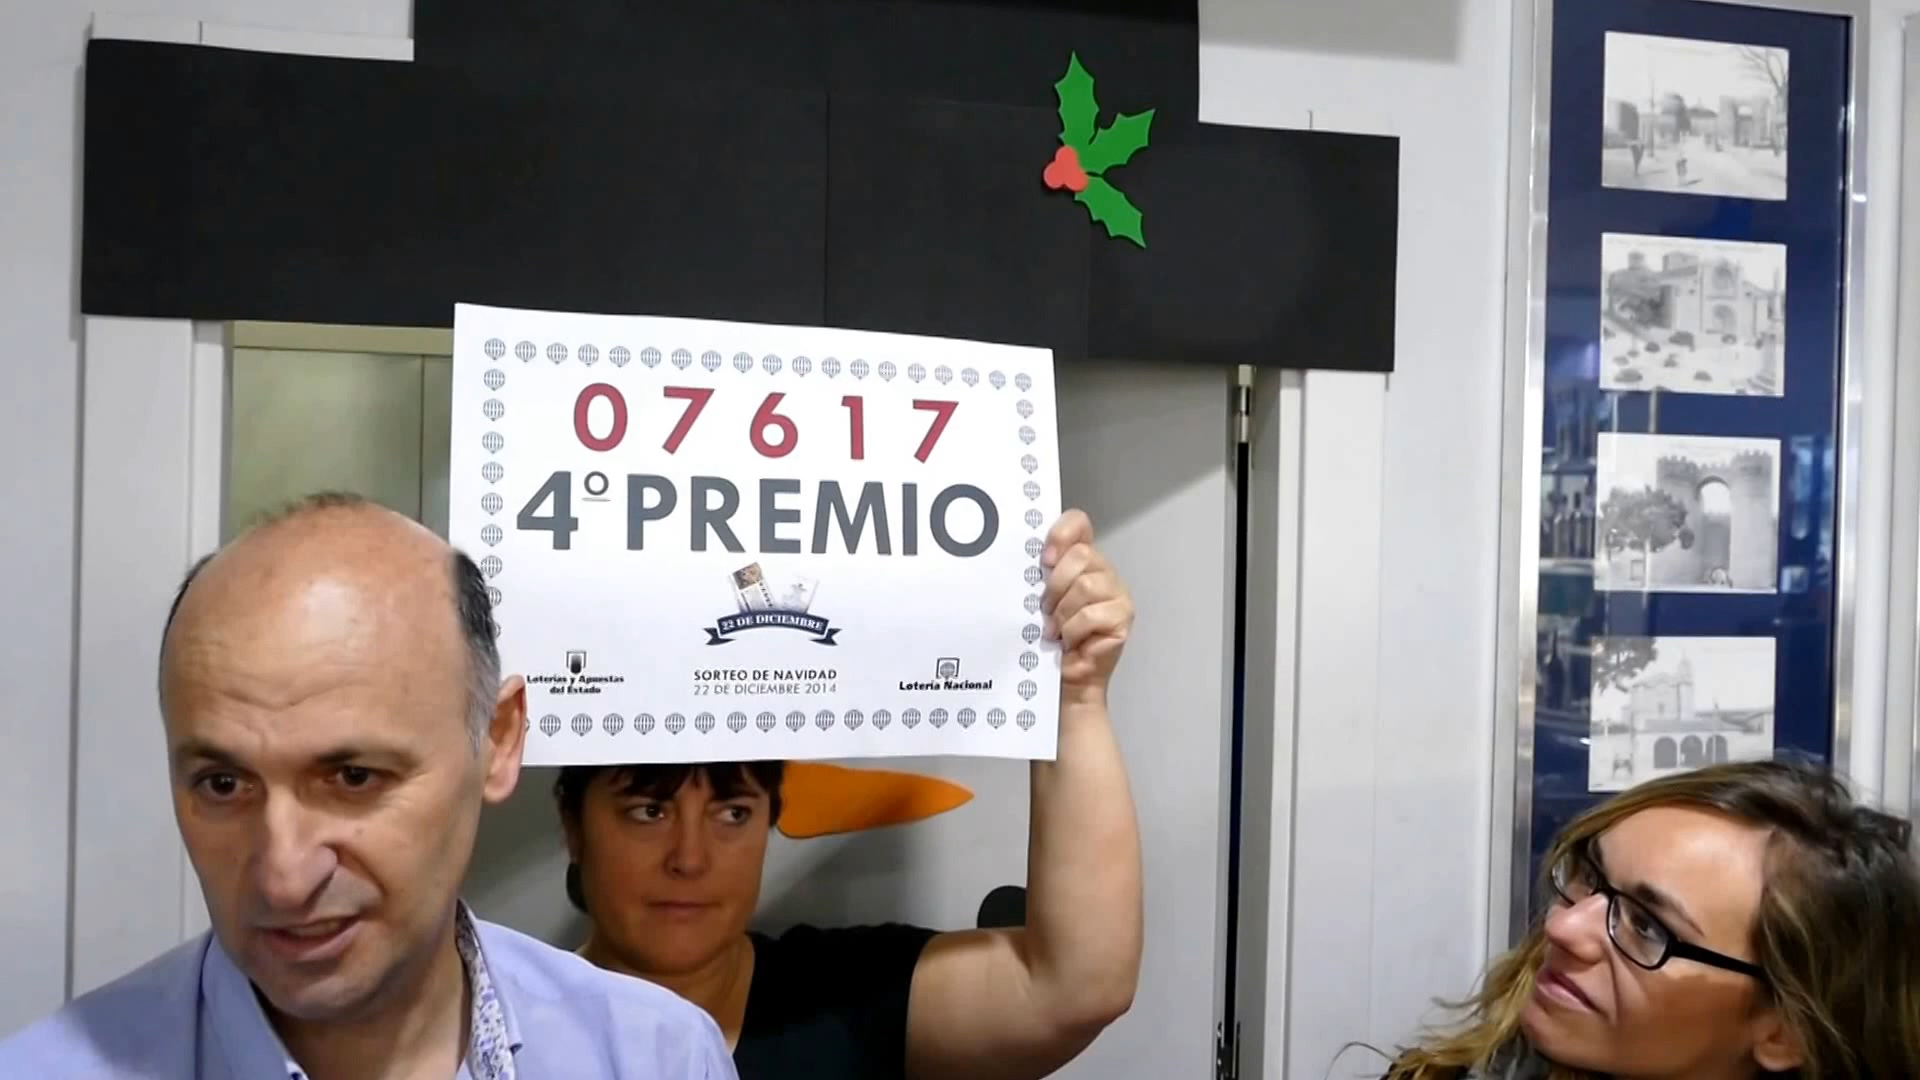 07617
4º PREMIO
22 DE DICIEMBRE
Loterías y Apuestas
del Estado
SORTEO DE NAVIDAD
22 DE DICIEMBRE 2014
Lotería Nacional